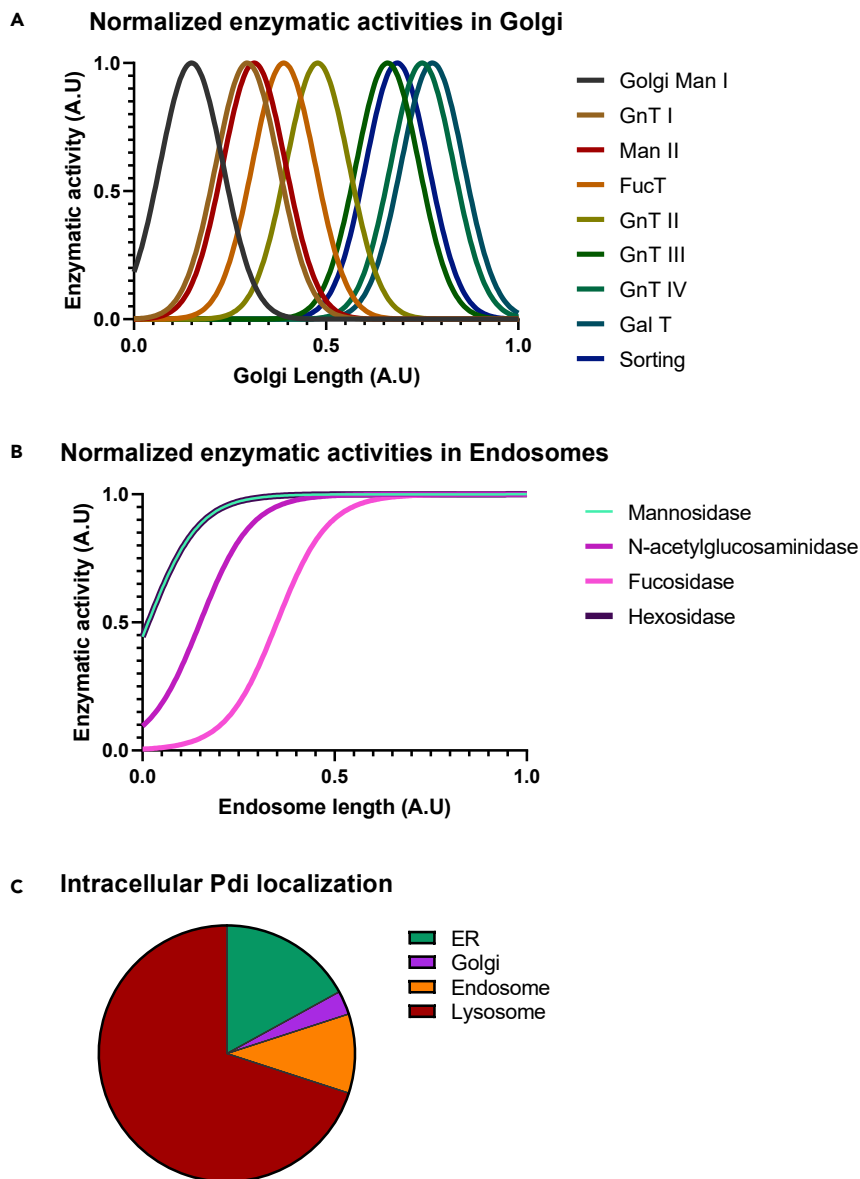 A Normalized enzymatic activities in Golgi
Enzymatic activity (A.U)
1.0
0.5
0.0
0.0 0.5 1.0
Golgi Length (A.U)
Golgi Man I
GnT I
Man II
FucT
GnT II
GnT III
GnT IV
Gal T
Sorting
B Normalized enzymatic activities in Endosomes
Enzymatic activity (A.U)
1.0
0.5
0.0
0.0 0.5 1.0
Endosome length (A.U)
Mannosidase
N-acetylglucosaminidase
Fucosidase
Hexosidase
C Intracellular Pdi localization
ER
Golgi
Endosome
Lysosome